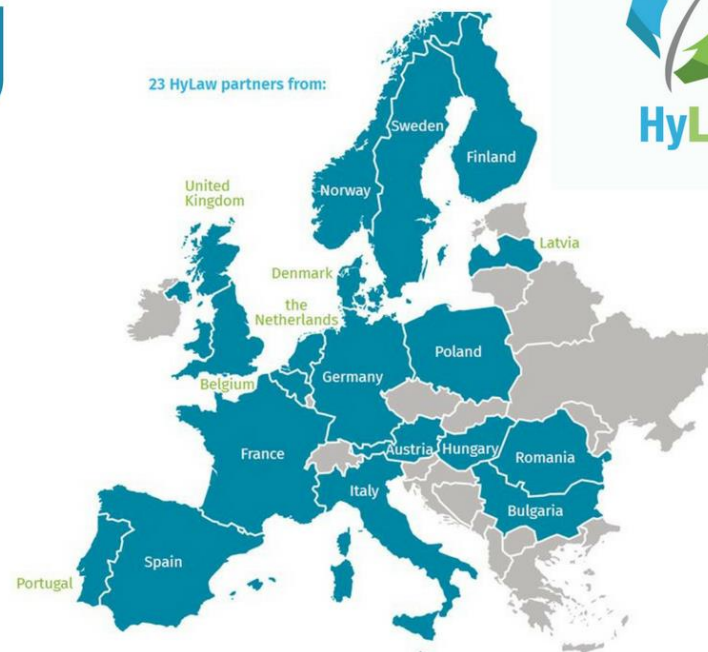 23 HyLaw partners from:
HyL
Sweden
Finland
Norway
United
Kingdom
Latvia
Denmark
the
Netherlands
Poland
Germany
Belgium
France
Austria
Hungary
Romania
Italy
Bulgaria
Spain
Portugal